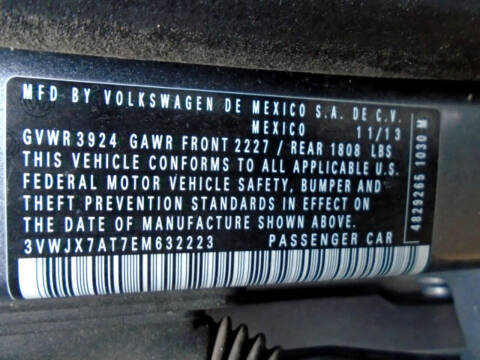 MFD BY VOLKSWAGEN DE MEXICO S.A. DE C.V.
MEXICO 11/13
GVWR 3924 GAWR FRONT 2227 / REAR 1808 LBS
THIS VEHICLE CONFORMS TO ALL APPLICABLE U.S.
FEDERAL MOTOR VEHICLE SAFETY, BUMPER AND
THEFT PREVENTION STANDARDS IN EFFECT ON
THE DATE OF MANUFACTURE SHOWN ABOVE.
3VWJX7AT7EM632223 PASSENGER CAR
4829265 1030 M